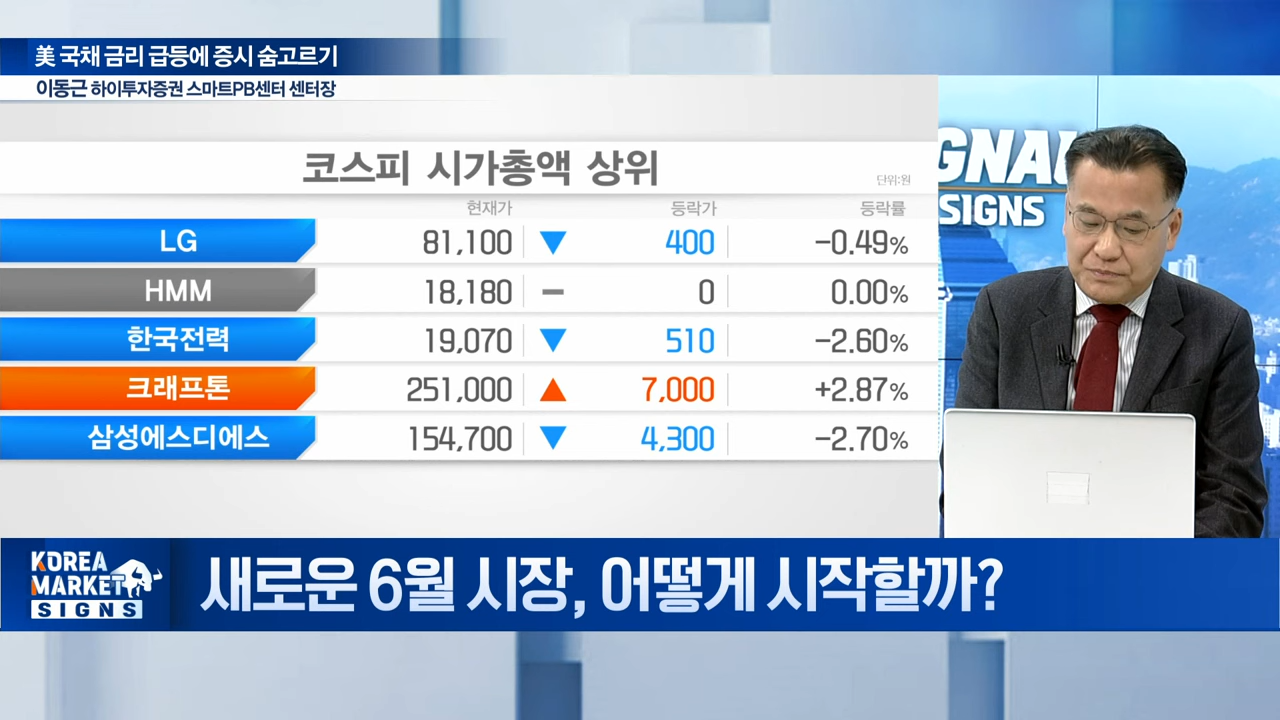 美 국채 금리 급등에 증시 숨고르기
이동근 하이투자증권 스마트PB센터 센터장
코스피 시가총액 상위
단위:원
현재가 등락가 등락률
LG 81,100 ▼ 400 -0.49%
HMM 18,180 - 0 0.00%
한국전력 19,070 ▼ 510 -2.60%
크래프톤 251,000 ▲ 7,000 +2.87%
삼성에스디에스 154,700 ▼ 4,300 -2.70%
GNAL
SIGNS
KOREA
MARKET
SIGNS
새로운 6월 시장, 어떻게 시작할까?